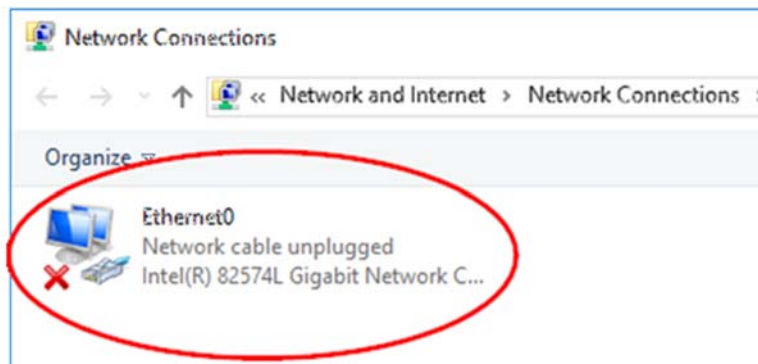 Network Connections
« Network and Internet > Network Connections >
Organize
Ethernet0
Network cable unplugged
Intel(R) 82574L Gigabit Network C...